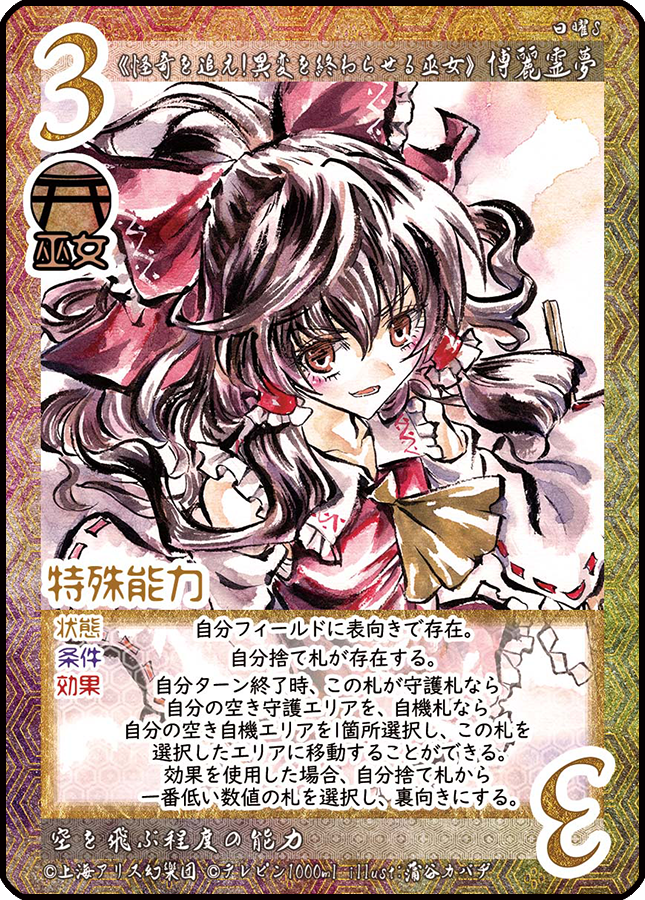 日曜S
3
《怪奇を追え!異変を終わらせる巫女》 博麗霊夢
巫女
特殊能力
状態 自分フィールドに表向きで存在。
条件 自分捨て札が存在する。
効果 自分ターン終了時、この札が守護札なら
自分の空き守護エリアを、自機札なら
自分の空き自機エリアを1箇所選択し、この札を
選択したエリアに移動することができる。
効果を使用した場合、自分捨て札から
一番低い数値の札を選択し、裏向きにする。
3
空を飛ぶ程度の能力
©上海アリス幻樂団 ©テレピン1000ml illust:蒲谷カバヂ